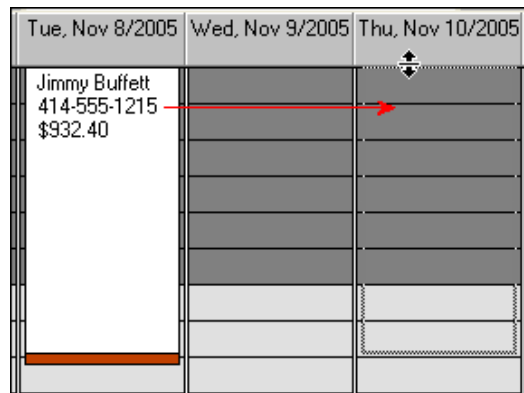 Tue, Nov 8/2005 Wed, Nov 9/2005 Thu, Nov 10/2005
Jimmy Buffett
414-555-1215
$932.40